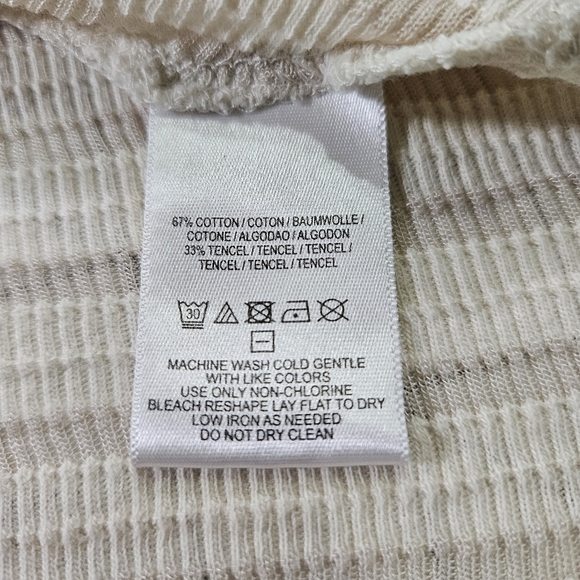 67% COTTON / COTON / BAUMWOLLE /
COTONE / ALGODAO / ALGODON
33% TENCEL / TENCEL / TENCEL /
TENCEL / TENCEL / TENCEL
30
MACHINE WASH COLD GENTLE
WITH LIKE COLORS
USE ONLY NON-CHLORINE
BLEACH RESHAPE LAY FLAT TO DRY
LOW IRON AS NEEDED
DO NOT DRY CLEAN